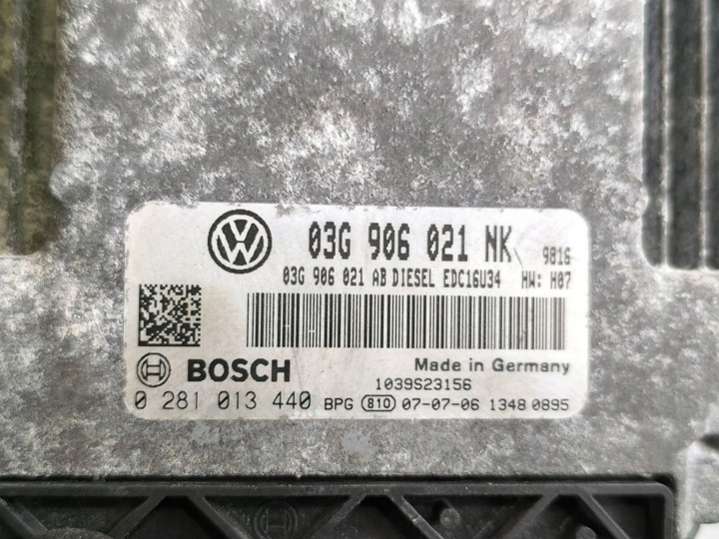 03G 906 021 NK 9816
03G 906 021 AB DIESEL EDC16U34 HW: H07
BOSCH Made in Germany
1039S23156
0 281 013 440 BPG 810 07-07-06 1348 0895